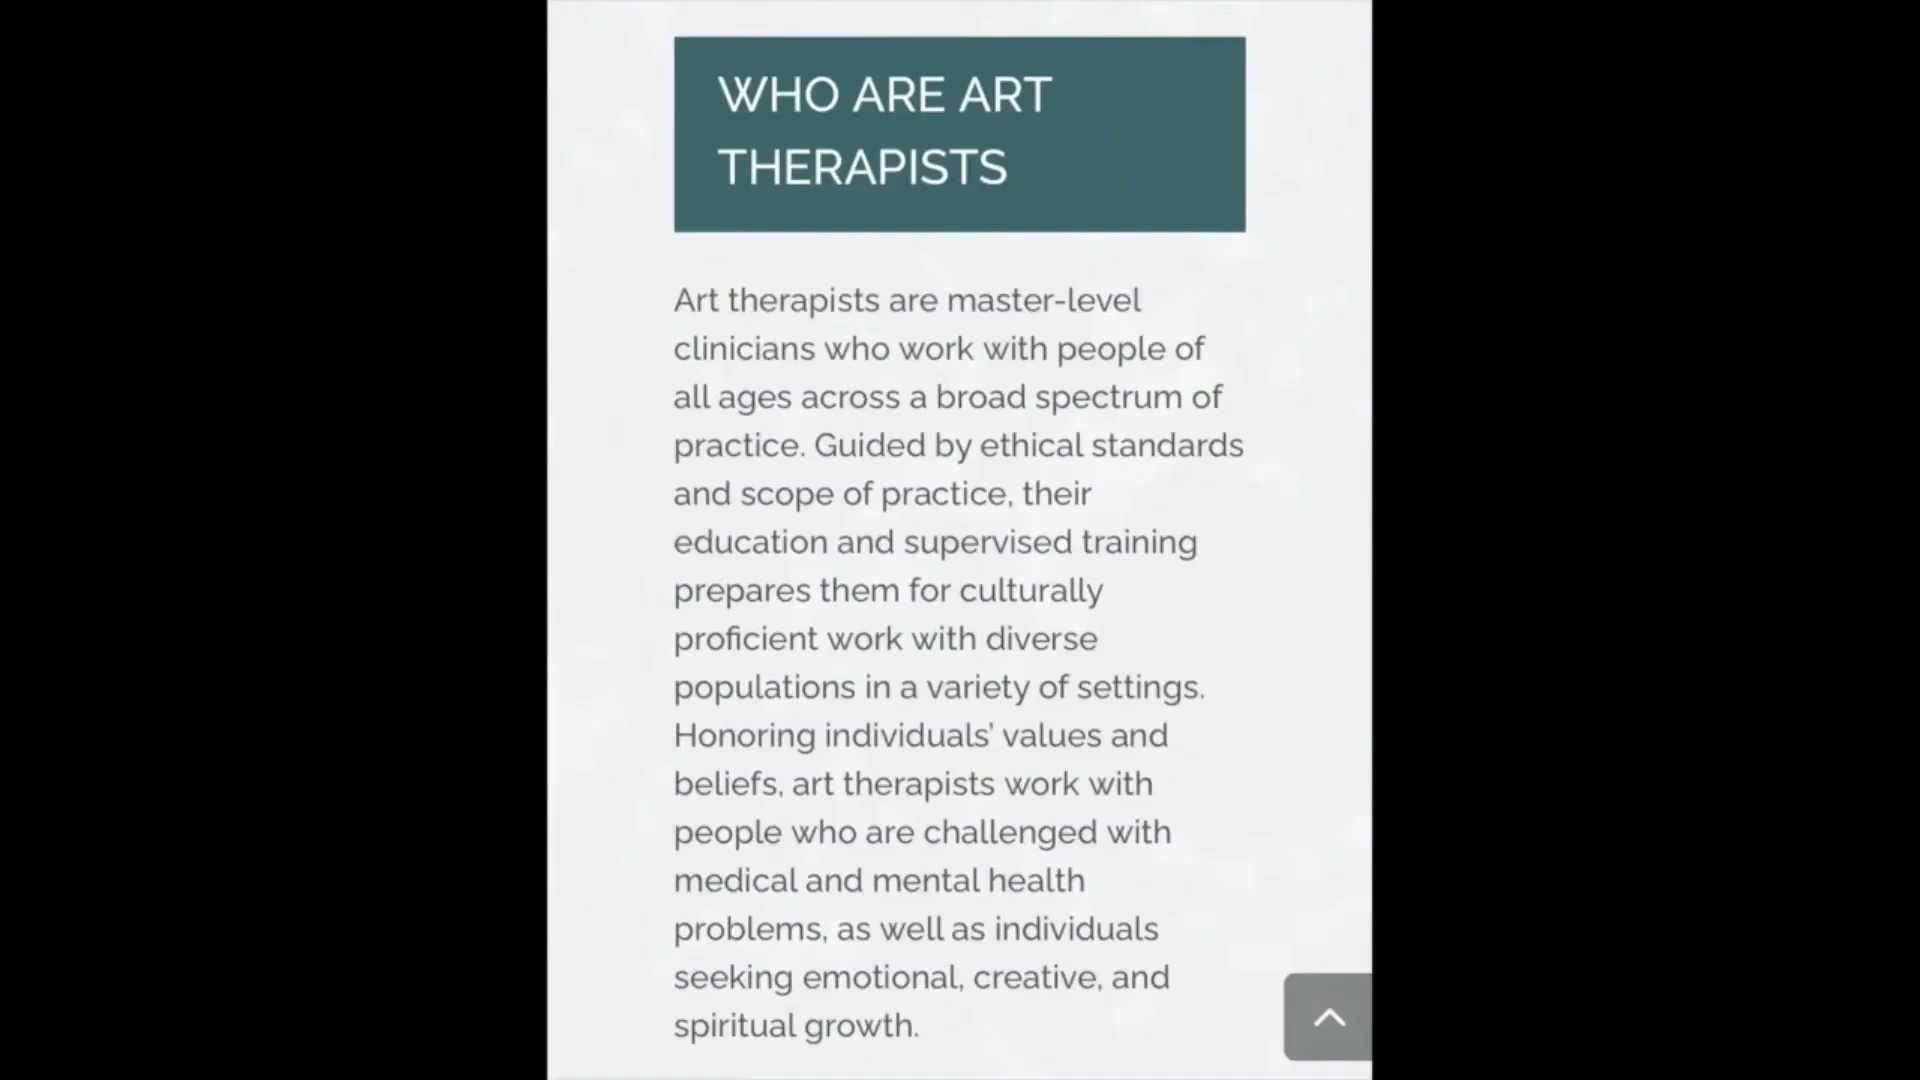 WHO ARE ART
THERAPISTS
Art therapists are master-level
clinicians who work with people of
all ages across a broad spectrum of
practice. Guided by ethical standards
and scope of practice, their
education and supervised training
prepares them for culturally
proficient work with diverse
populations in a variety of settings.
Honoring individuals’ values and
beliefs, art therapists work with
people who are challenged with
medical and mental health
problems, as well as individuals
seeking emotional, creative, and
spiritual growth.